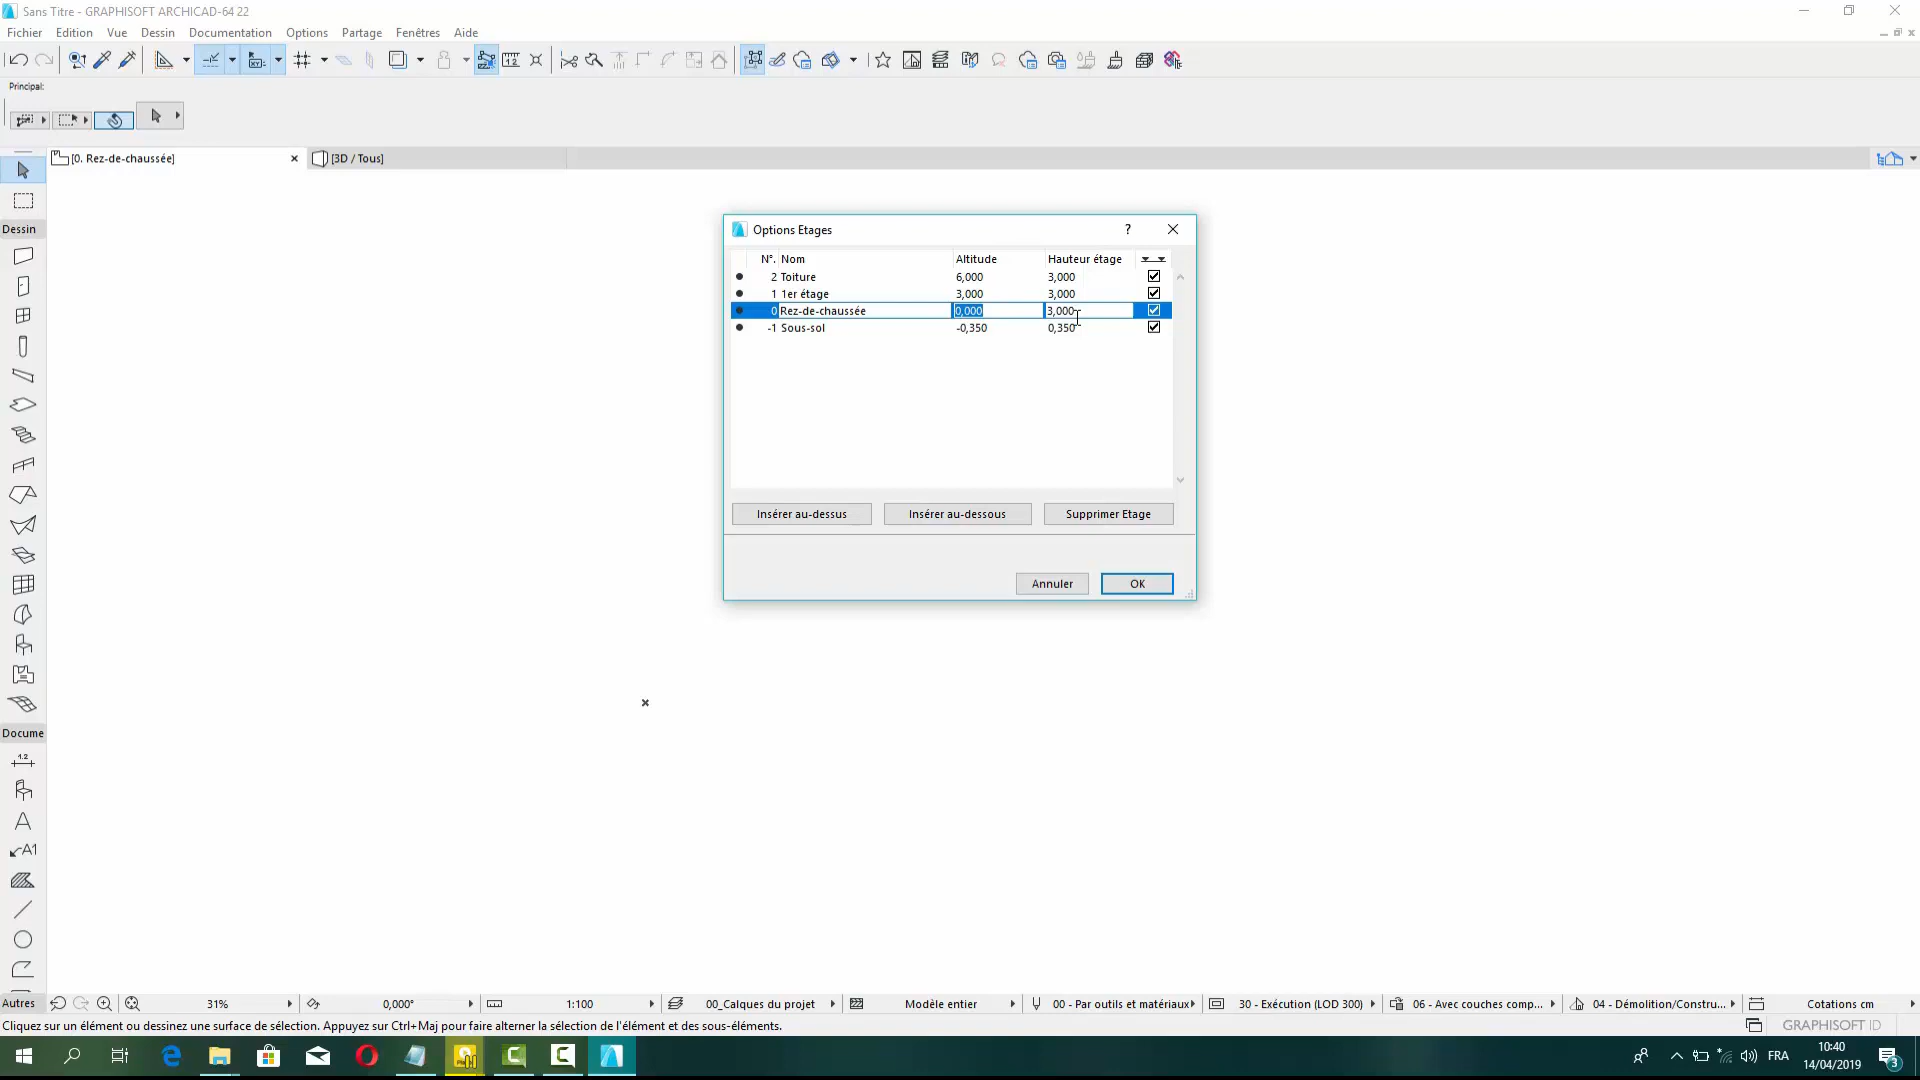 Sans Titre - GRAPHISOFT ARCHICAD-64 22
Fichier Edition Vue Dessin Documentation Options Partage Fenêtres Aide
Principal:
[0. Rez-de-chaussée] [3D / Tous]
Dessin
Options Etages ?
N°. Nom Altitude Hauteur étage
2 Toiture 6,000 3,000
1 1er étage 3,000 3,000
0 Rez-de-chaussée 0,000 3,000
-1 Sous-sol -0,350 0,350
Insérer au-dessus Insérer au-dessous Supprimer Etage
Annuler OK
Docume
1.2
A1
Autres 31% 0,000° 1:100 00_Calques du projet Modèle entier 00 - Par outils et matériaux 30 - Exécution (LOD 300) 06 - Avec couches comp... 04 - Démolition/Constru... Cotations cm
Cliquez sur un élément ou dessinez une surface de sélection. Appuyez sur Ctrl+Maj pour faire alterner la sélection de l'élément et des sous-éléments. GRAPHISOFT ID
FRA
10:40
14/04/2019
3